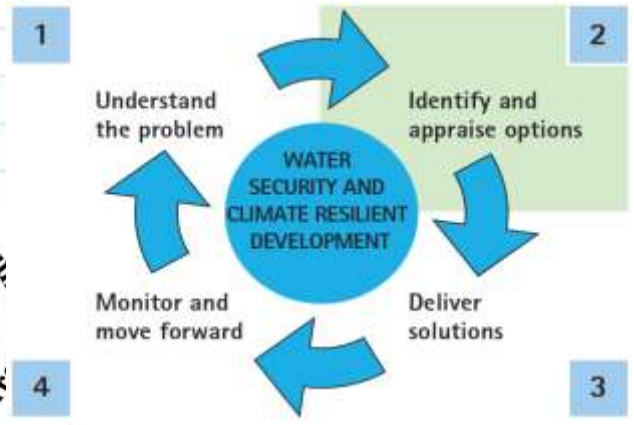 1
2
Understand
the problem
Identify and
appraise options
WATER
SECURITY AND
CLIMATE RESILIENT
DEVELOPMENT
Monitor and
move forward
Deliver
solutions
4
3